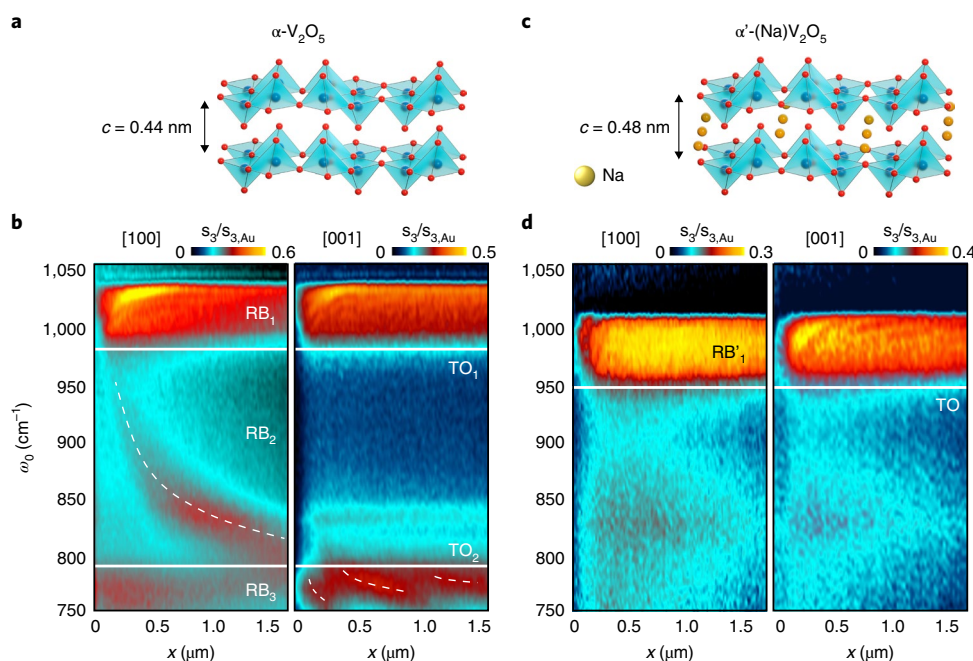 a
α-V₂O₅
c = 0.44 nm
c
α’-(Na)V₂O₅
c = 0.48 nm
Na
b
[100]
s₃/s₃,Au
0 0.6
[001]
s₃/s₃,Au
0 0.5
1,050
1,000
950
900
850
800
750
ω₀ (cm⁻¹)
RB₁
RB₂
RB₃
TO₁
TO₂
0 0.5 1.0 1.5
x (μm)
0 0.5 1.0 1.5
x (μm)
d
[100]
s₃/s₃,Au
0 0.3
[001]
s₃/s₃,Au
0 0.4
1,050
1,000
950
900
850
800
750
RB’₁
TO
0 0.5 1.0 1.5
x (μm)
0 0.5 1.0 1.5
x (μm)